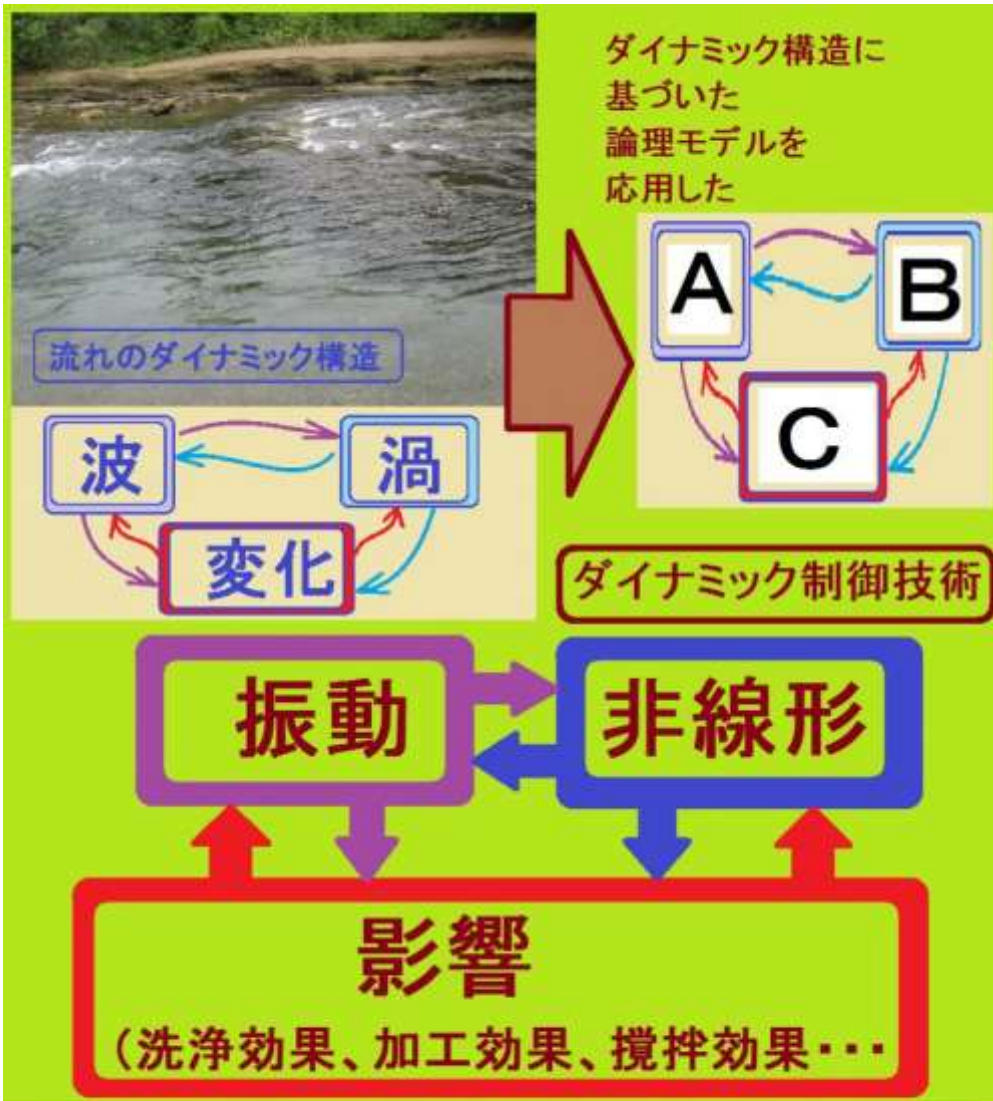 ダイナミック構造に
基づいた
論理モデルを
応用した
流れのダイナミック構造
波
渦
変化
A
B
C
ダイナミック制御技術
振動
非線形
影響
(洗浄効果、加工効果、撹拌効果・・・